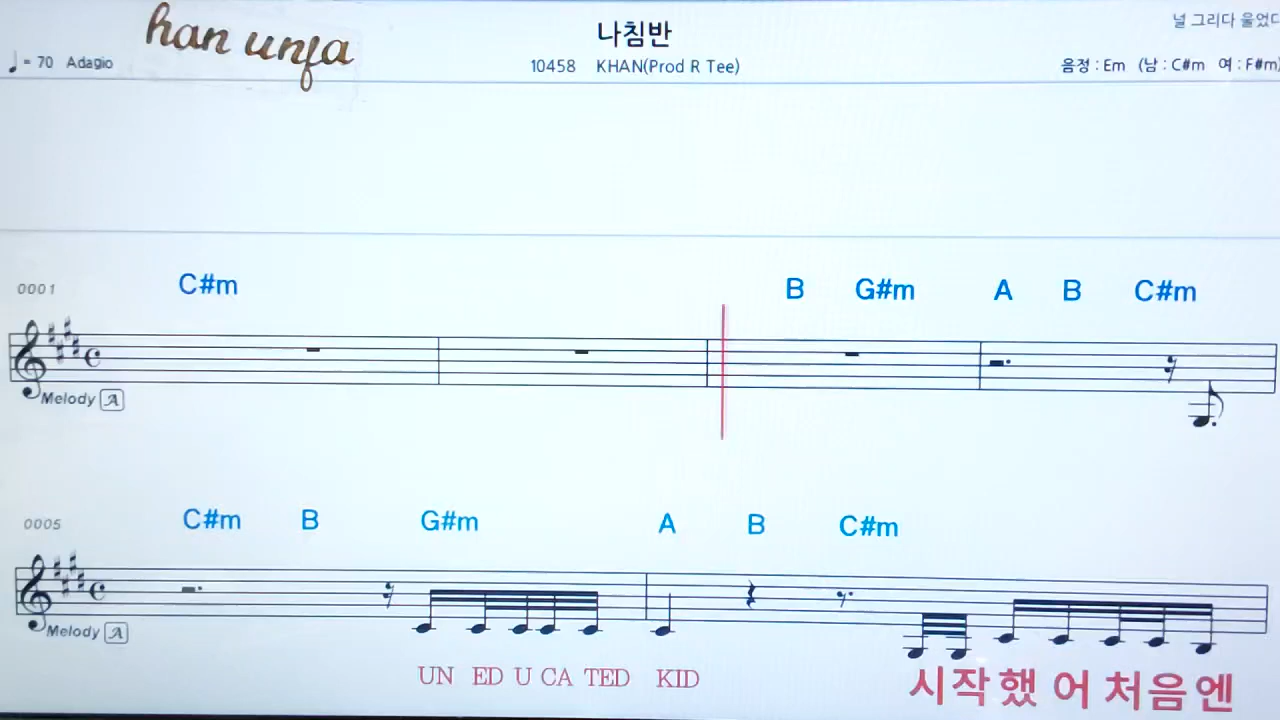 han unfa
나침반
널 그리다 울었다
♩= 70 Adagio
10458 KHAN(Prod R Tee)
음정 : Em (남 : C#m 여 : F#m)
0001 C#m B G#m A B C#m
Melody A
0005 C#m B G#m A B C#m
Melody A
UN ED U CA TED KID 시작했어 처음엔